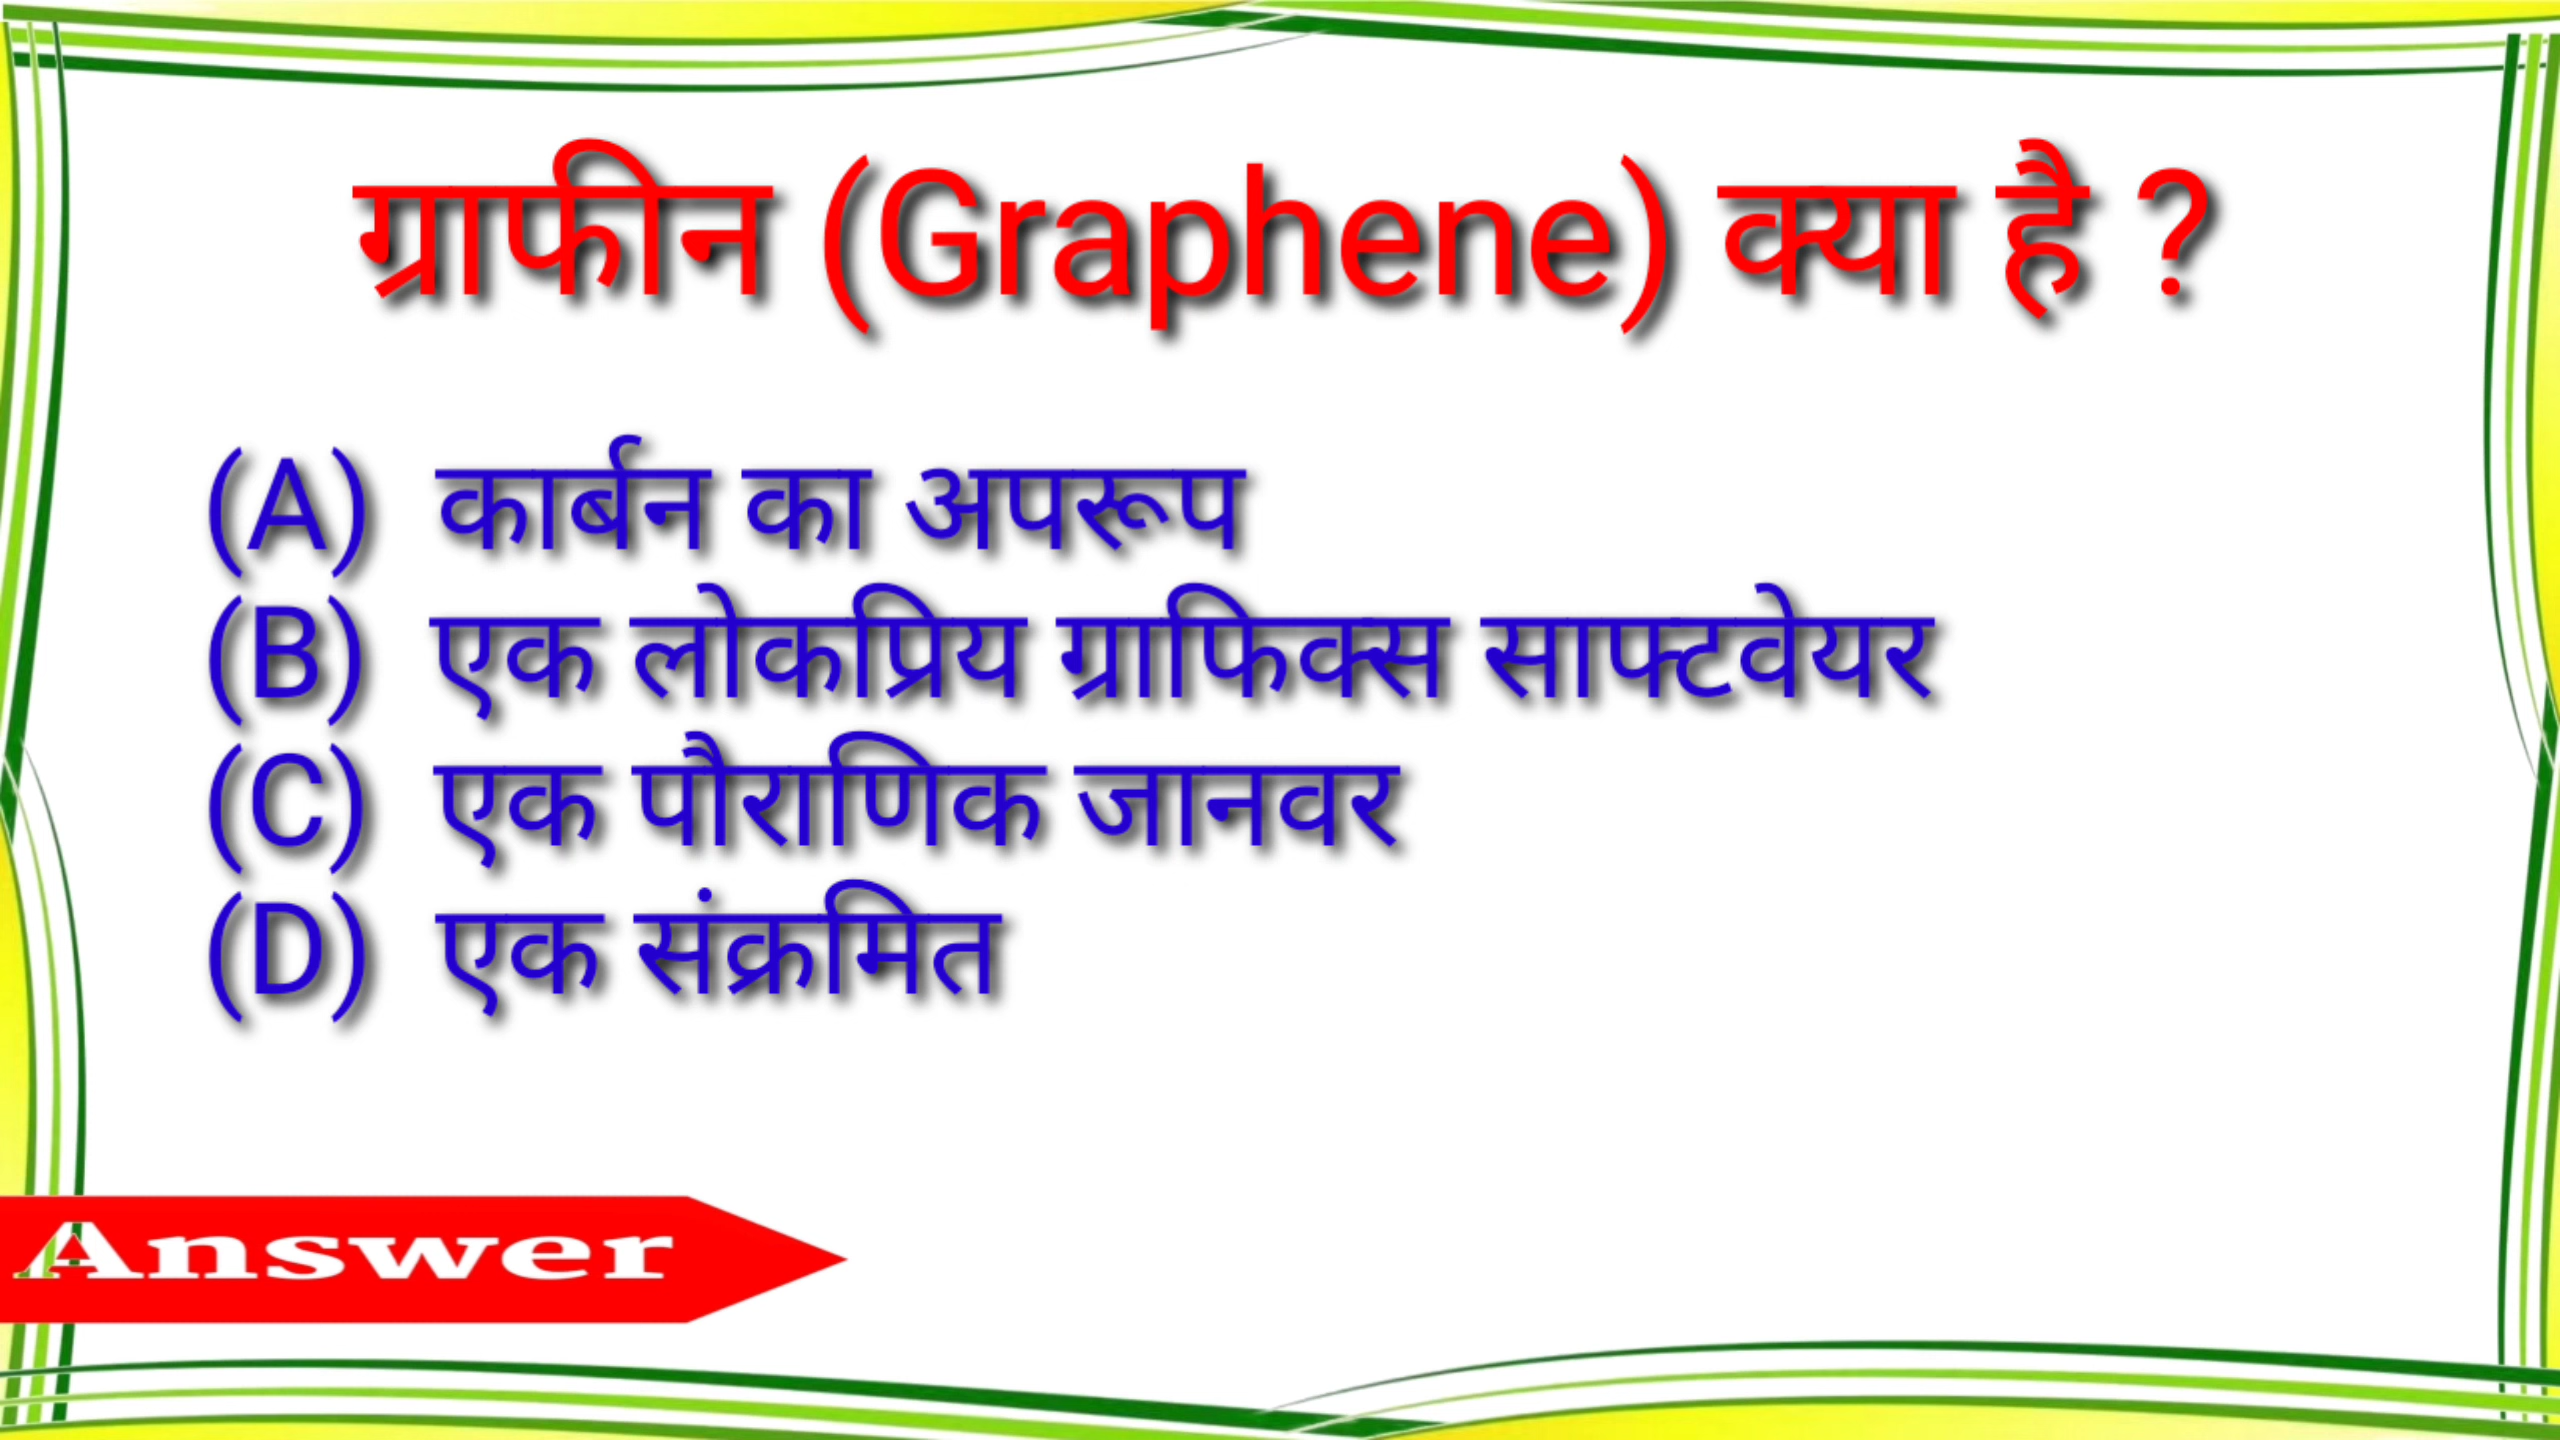 ग्राफीन (Graphene) क्या है ?
(A) कार्बन का अपरूप
(B) एक लोकप्रिय ग्राफिक्स साफ्टवेयर
(C) एक पौराणिक जानवर
(D) एक संक्रमित
Answer